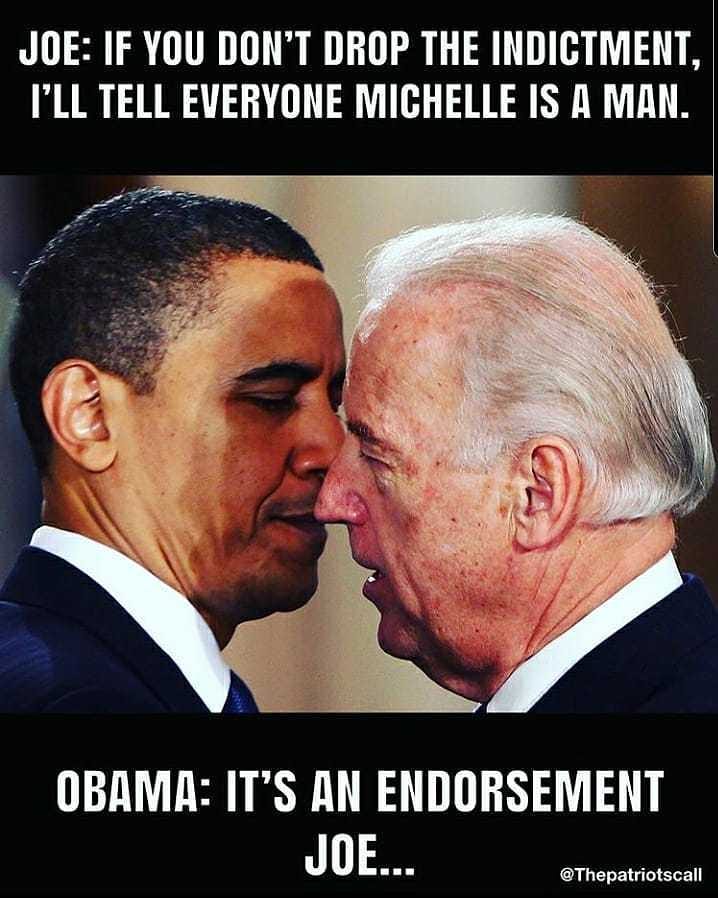 JOE: IF YOU DON'T DROP THE INDICTMENT,
I'LL TELL EVERYONE MICHELLE IS A MAN.
OBAMA: IT'S AN ENDORSEMENT
JOE...
@Thepatriotscall